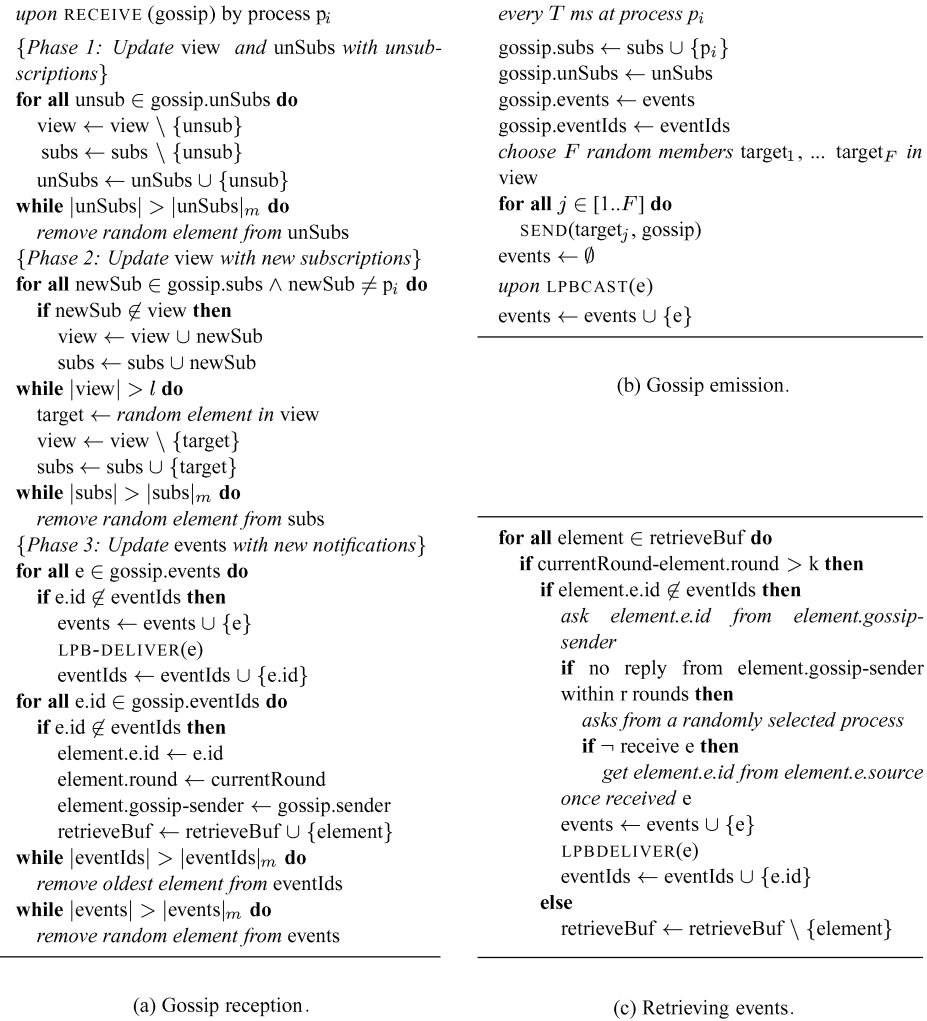 upon RECEIVE (gossip) by process pᵢ
{Phase 1: Update view and unSubs with unsub-
scriptions}
for all unsub ∈ gossip.unSubs do
view ← view \ {unsub}
subs ← subs \ {unsub}
unSubs ← unSubs ∪ {unsub}
while |unSubs| > |unSubs|ₘ do
remove random element from unSubs
{Phase 2: Update view with new subscriptions}
for all newSub ∈ gossip.subs ∧ newSub ≠ pᵢ do
if newSub ∉ view then
view ← view ∪ newSub
subs ← subs ∪ newSub
while |view| > l do
target ← random element in view
view ← view \ {target}
subs ← subs ∪ {target}
while |subs| > |subs|ₘ do
remove random element from subs
{Phase 3: Update events with new notifications}
for all e ∈ gossip.events do
if e.id ∉ eventIds then
events ← events ∪ {e}
LPB-DELIVER(e)
eventIds ← eventIds ∪ {e.id}
for all e.id ∈ gossip.eventIds do
if e.id ∉ eventIds then
element.e.id ← e.id
element.round ← currentRound
element.gossip-sender ← gossip.sender
retrieveBuf ← retrieveBuf ∪ {element}
while |eventIds| > |eventIds|ₘ do
remove oldest element from eventIds
while |events| > |events|ₘ do
remove random element from events
(a) Gossip reception.
every T ms at process pᵢ
gossip.subs ← subs ∪ {pᵢ}
gossip.unSubs ← unSubs
gossip.events ← events
gossip.eventIds ← eventIds
choose F random members target₁, ... target_F in
view
for all j ∈ [1..F] do
SEND(targetⱼ, gossip)
events ← ∅
upon LPBCAST(e)
events ← events ∪ {e}
(b) Gossip emission.
for all element ∈ retrieveBuf do
if currentRound-element.round > k then
if element.e.id ∉ eventIds then
ask element.e.id from element.gossip-
sender
if no reply from element.gossip-sender
within r rounds then
asks from a randomly selected process
if ¬ receive e then
get element.e.id from element.e.source
once received e
events ← events ∪ {e}
LPBDELIVER(e)
eventIds ← eventIds ∪ {e.id}
else
retrieveBuf ← retrieveBuf \ {element}
(c) Retrieving events.